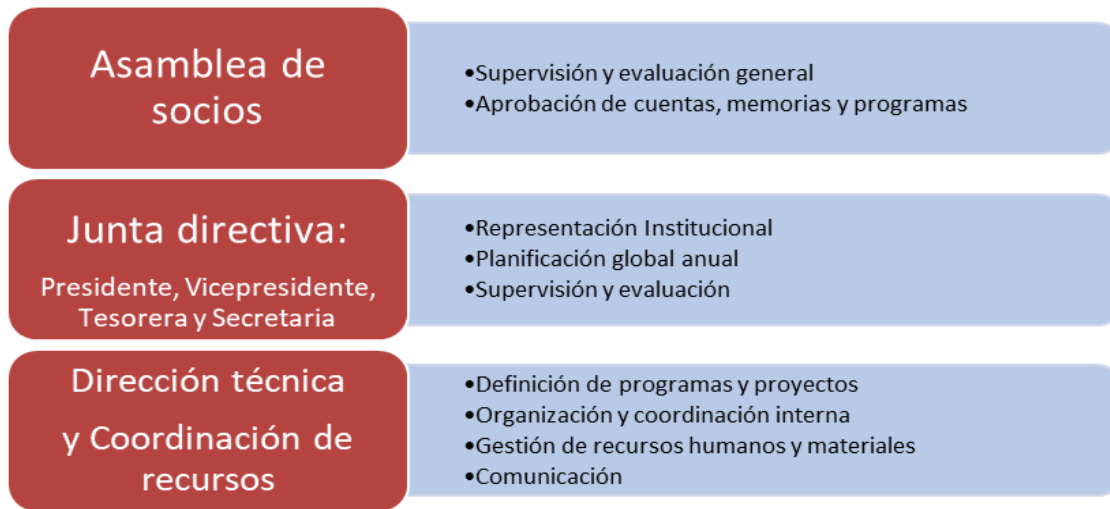 Asamblea de
socios
•Supervisión y evaluación general
•Aprobación de cuentas, memorias y programas
Junta directiva:
Presidente, Vicepresidente,
Tesorera y Secretaria
•Representación Institucional
•Planificación global anual
•Supervisión y evaluación
Dirección técnica
y Coordinación de
recursos
•Definición de programas y proyectos
•Organización y coordinación interna
•Gestión de recursos humanos y materiales
•Comunicación